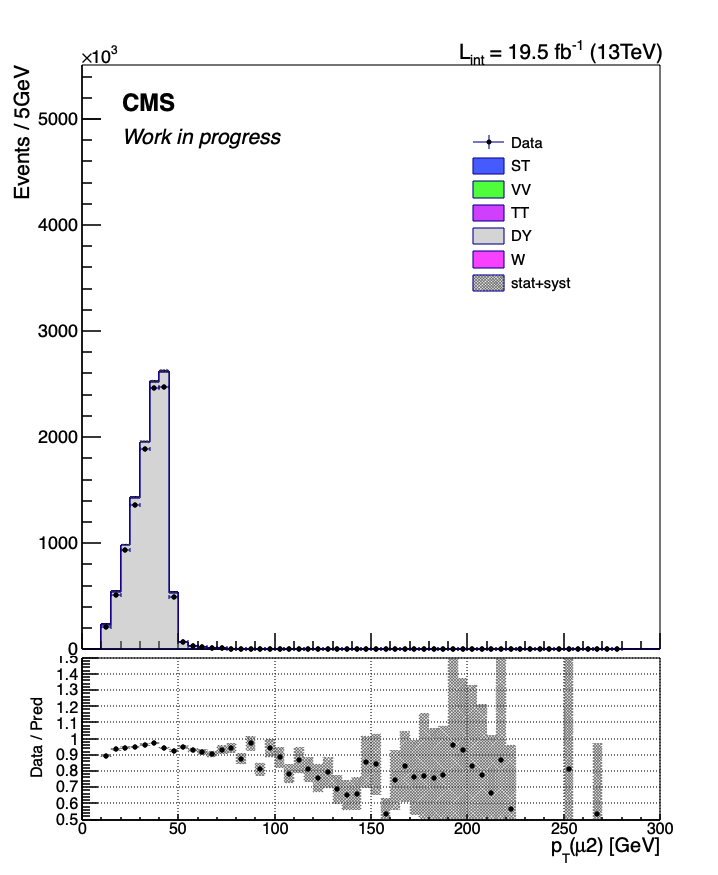 ×10³
L_int = 19.5 fb⁻¹ (13TeV)
Events / 5GeV
CMS
Work in progress
5000
4000
3000
2000
1000
0
Data
ST
VV
TT
DY
W
stat+syst
Data / Pred
1.5
1.4
1.3
1.2
1.1
1
0.9
0.8
0.7
0.6
0.5
0 50 100 150 200 250 300
p_T(μ2) [GeV]